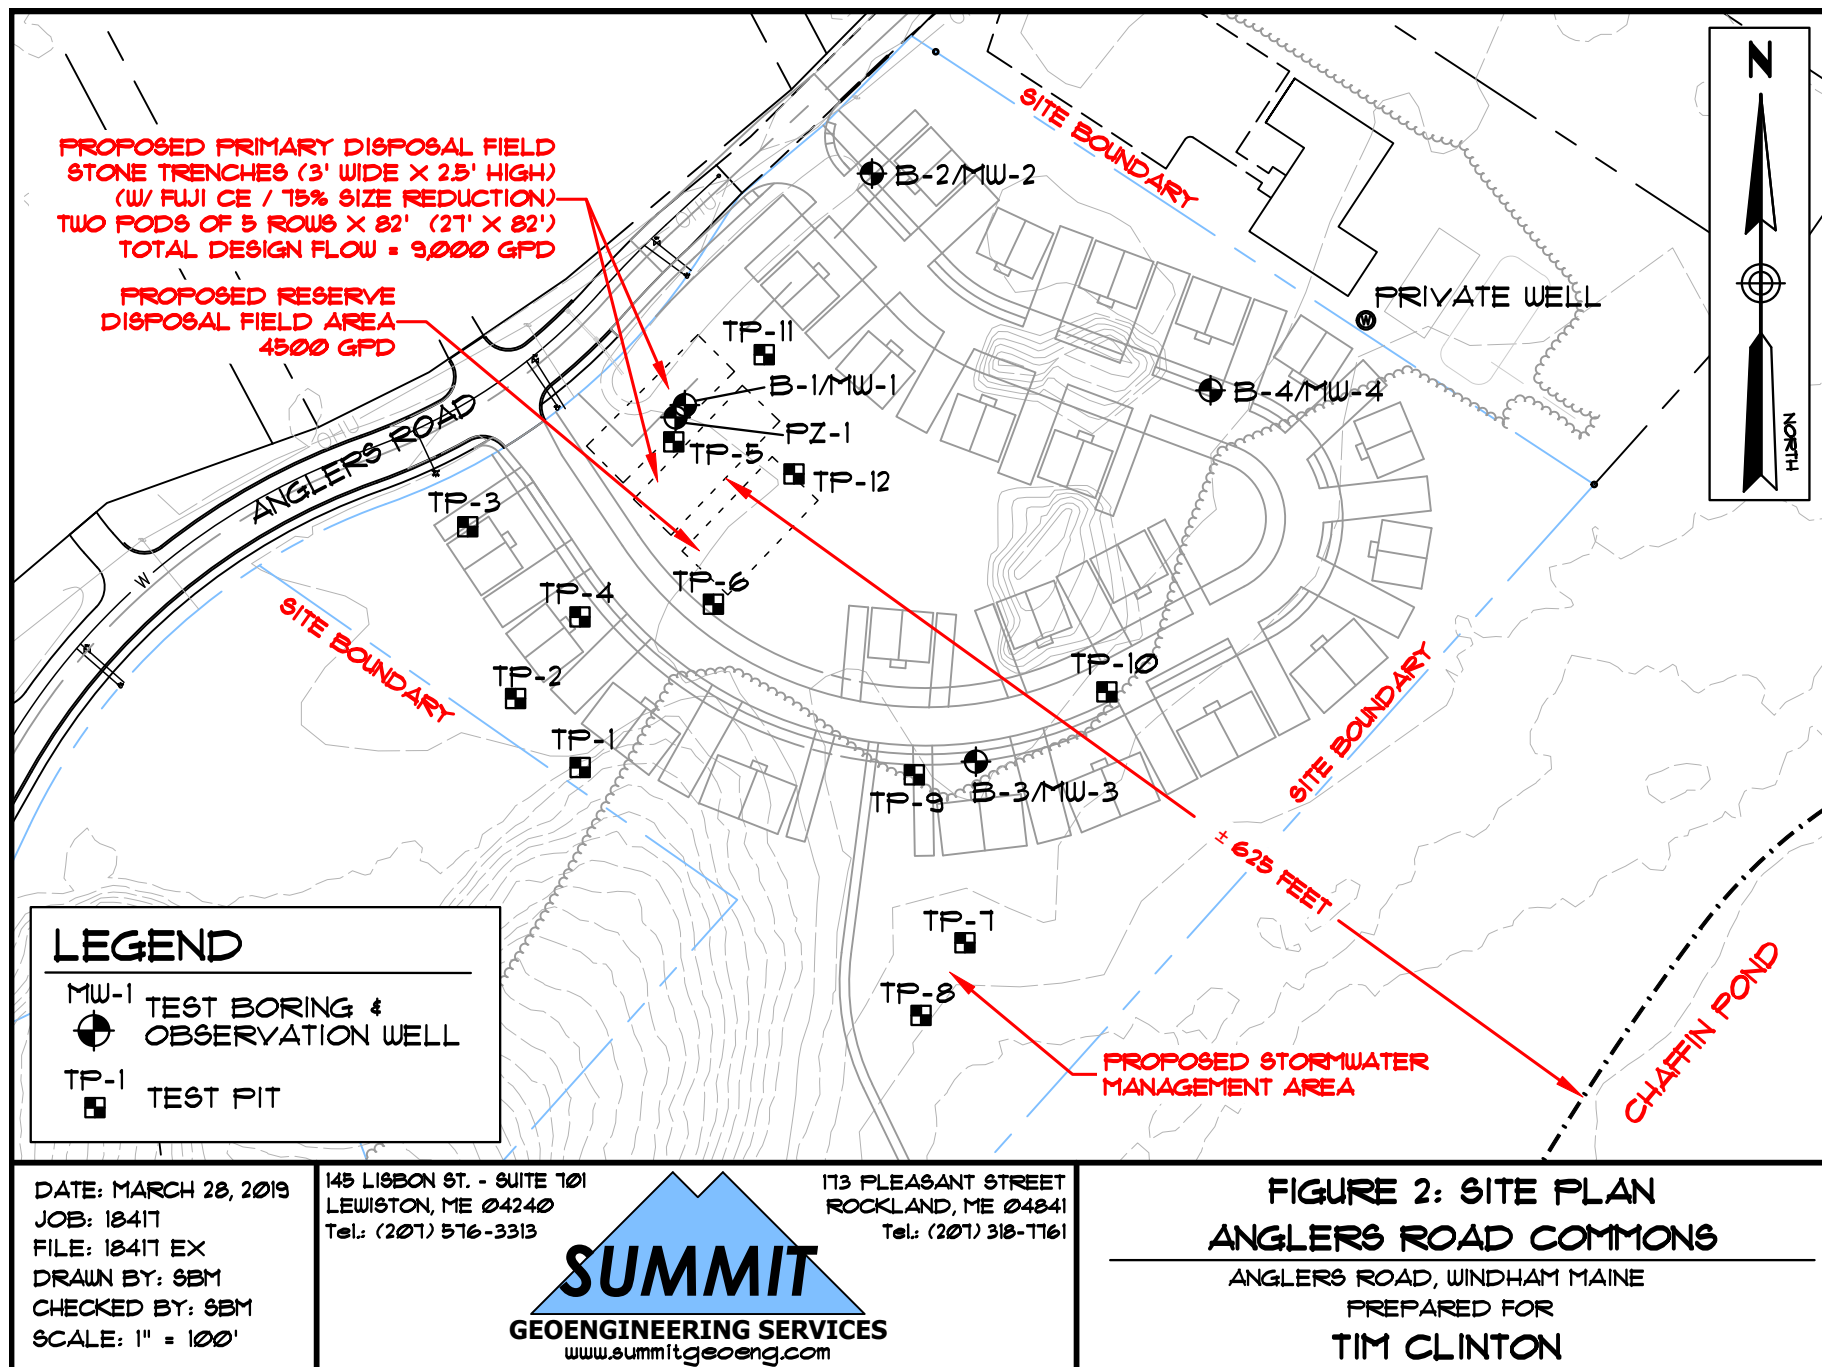 PROPOSED PRIMARY DISPOSAL FIELD
STONE TRENCHES (3' WIDE X 2.5' HIGH)
(W/ FUJI CE / 75% SIZE REDUCTION)
TWO PODS OF 5 ROWS X 82' (27' X 82')
TOTAL DESIGN FLOW = 9,000 GPD
PROPOSED RESERVE
DISPOSAL FIELD AREA
4500 GPD
SITE BOUNDARY
N
NORTH
B-2/MW-2
OHU
PRIVATE WELL
W
TP-11
B-1/MW-1
B-4/MW-4
PZ-1
TP-5
TP-12
OHU
ANGLERS ROAD
TP-3
W
TP-4
TP-6
SITE BOUNDARY
TP-2
TP-1
TP-10
SITE BOUNDARY
TP-9
B-3/MW-3
± 625 FEET
TP-7
TP-8
PROPOSED STORMWATER
MANAGEMENT AREA
CHAFFIN POND
LEGEND
MW-1
TEST BORING &
OBSERVATION WELL
TP-1
TEST PIT
DATE: MARCH 28, 2019
JOB: 18417
FILE: 18417 EX
DRAWN BY: SBM
CHECKED BY: SBM
SCALE: 1" = 100'
145 LISBON ST. - SUITE 701
LEWISTON, ME 04240
Tel.: (207) 576-3313
173 PLEASANT STREET
ROCKLAND, ME 04841
Tel.: (207) 318-7761
SUMMIT
GEOENGINEERING SERVICES
www.summitgeoeng.com
FIGURE 2: SITE PLAN
ANGLERS ROAD COMMONS
ANGLERS ROAD, WINDHAM MAINE
PREPARED FOR
TIM CLINTON